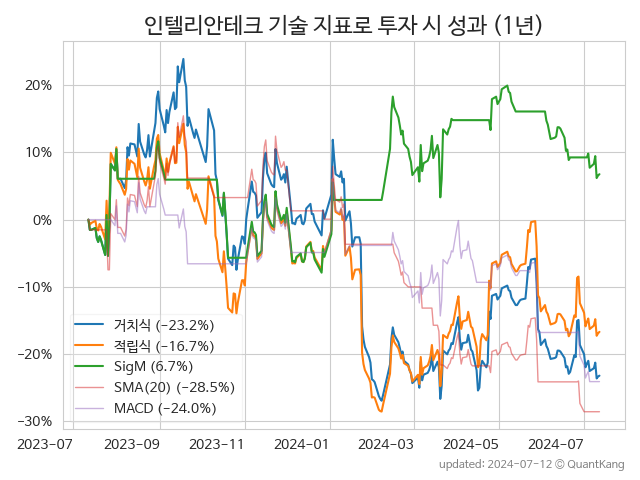 인텔리안테크 기술 지표로 투자 시 성과 (1년)
20%
10%
0%
−10%
−20%
−30%
거치식 (−23.2%)
적립식 (−16.7%)
SigM (6.7%)
SMA(20) (−28.5%)
MACD (−24.0%)
2023-07
2023-09
2023-11
2024-01
2024-03
2024-05
2024-07
updated: 2024-07-12 © QuantKang